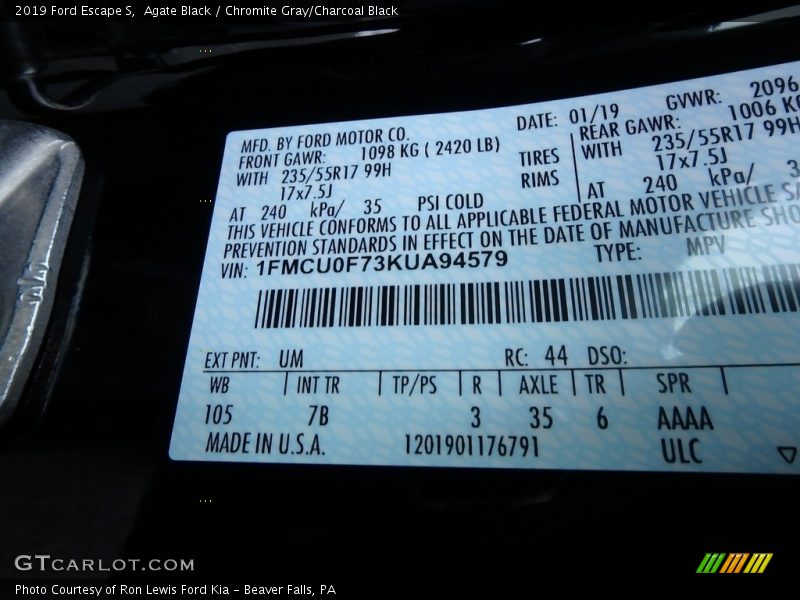 2019 Ford Escape S, Agate Black / Chromite Gray/Charcoal Black
MFD. BY FORD MOTOR CO. DATE: 01/19 GVWR: 2096
FRONT GAWR: 1098 KG ( 2420 LB) REAR GAWR: 1006 KG
WITH 235/55R17 99H TIRES WITH 235/55R17 99H
17x7.5J RIMS 17x7.5J
AT 240 kPa/ 35 PSI COLD AT 240 kPa/ 3
THIS VEHICLE CONFORMS TO ALL APPLICABLE FEDERAL MOTOR VEHICLE SA
PREVENTION STANDARDS IN EFFECT ON THE DATE OF MANUFACTURE SHO
VIN: 1FMCU0F73KUA94579 TYPE: MPV
EXT PNT: UM RC: 44 DSO:
WB INT TR TP/PS R AXLE TR SPR
105 7B 3 35 6 AAAA
MADE IN U.S.A. 1201901176791 ULC
GTCARLOT.COM
Photo Courtesy of Ron Lewis Ford Kia - Beaver Falls, PA